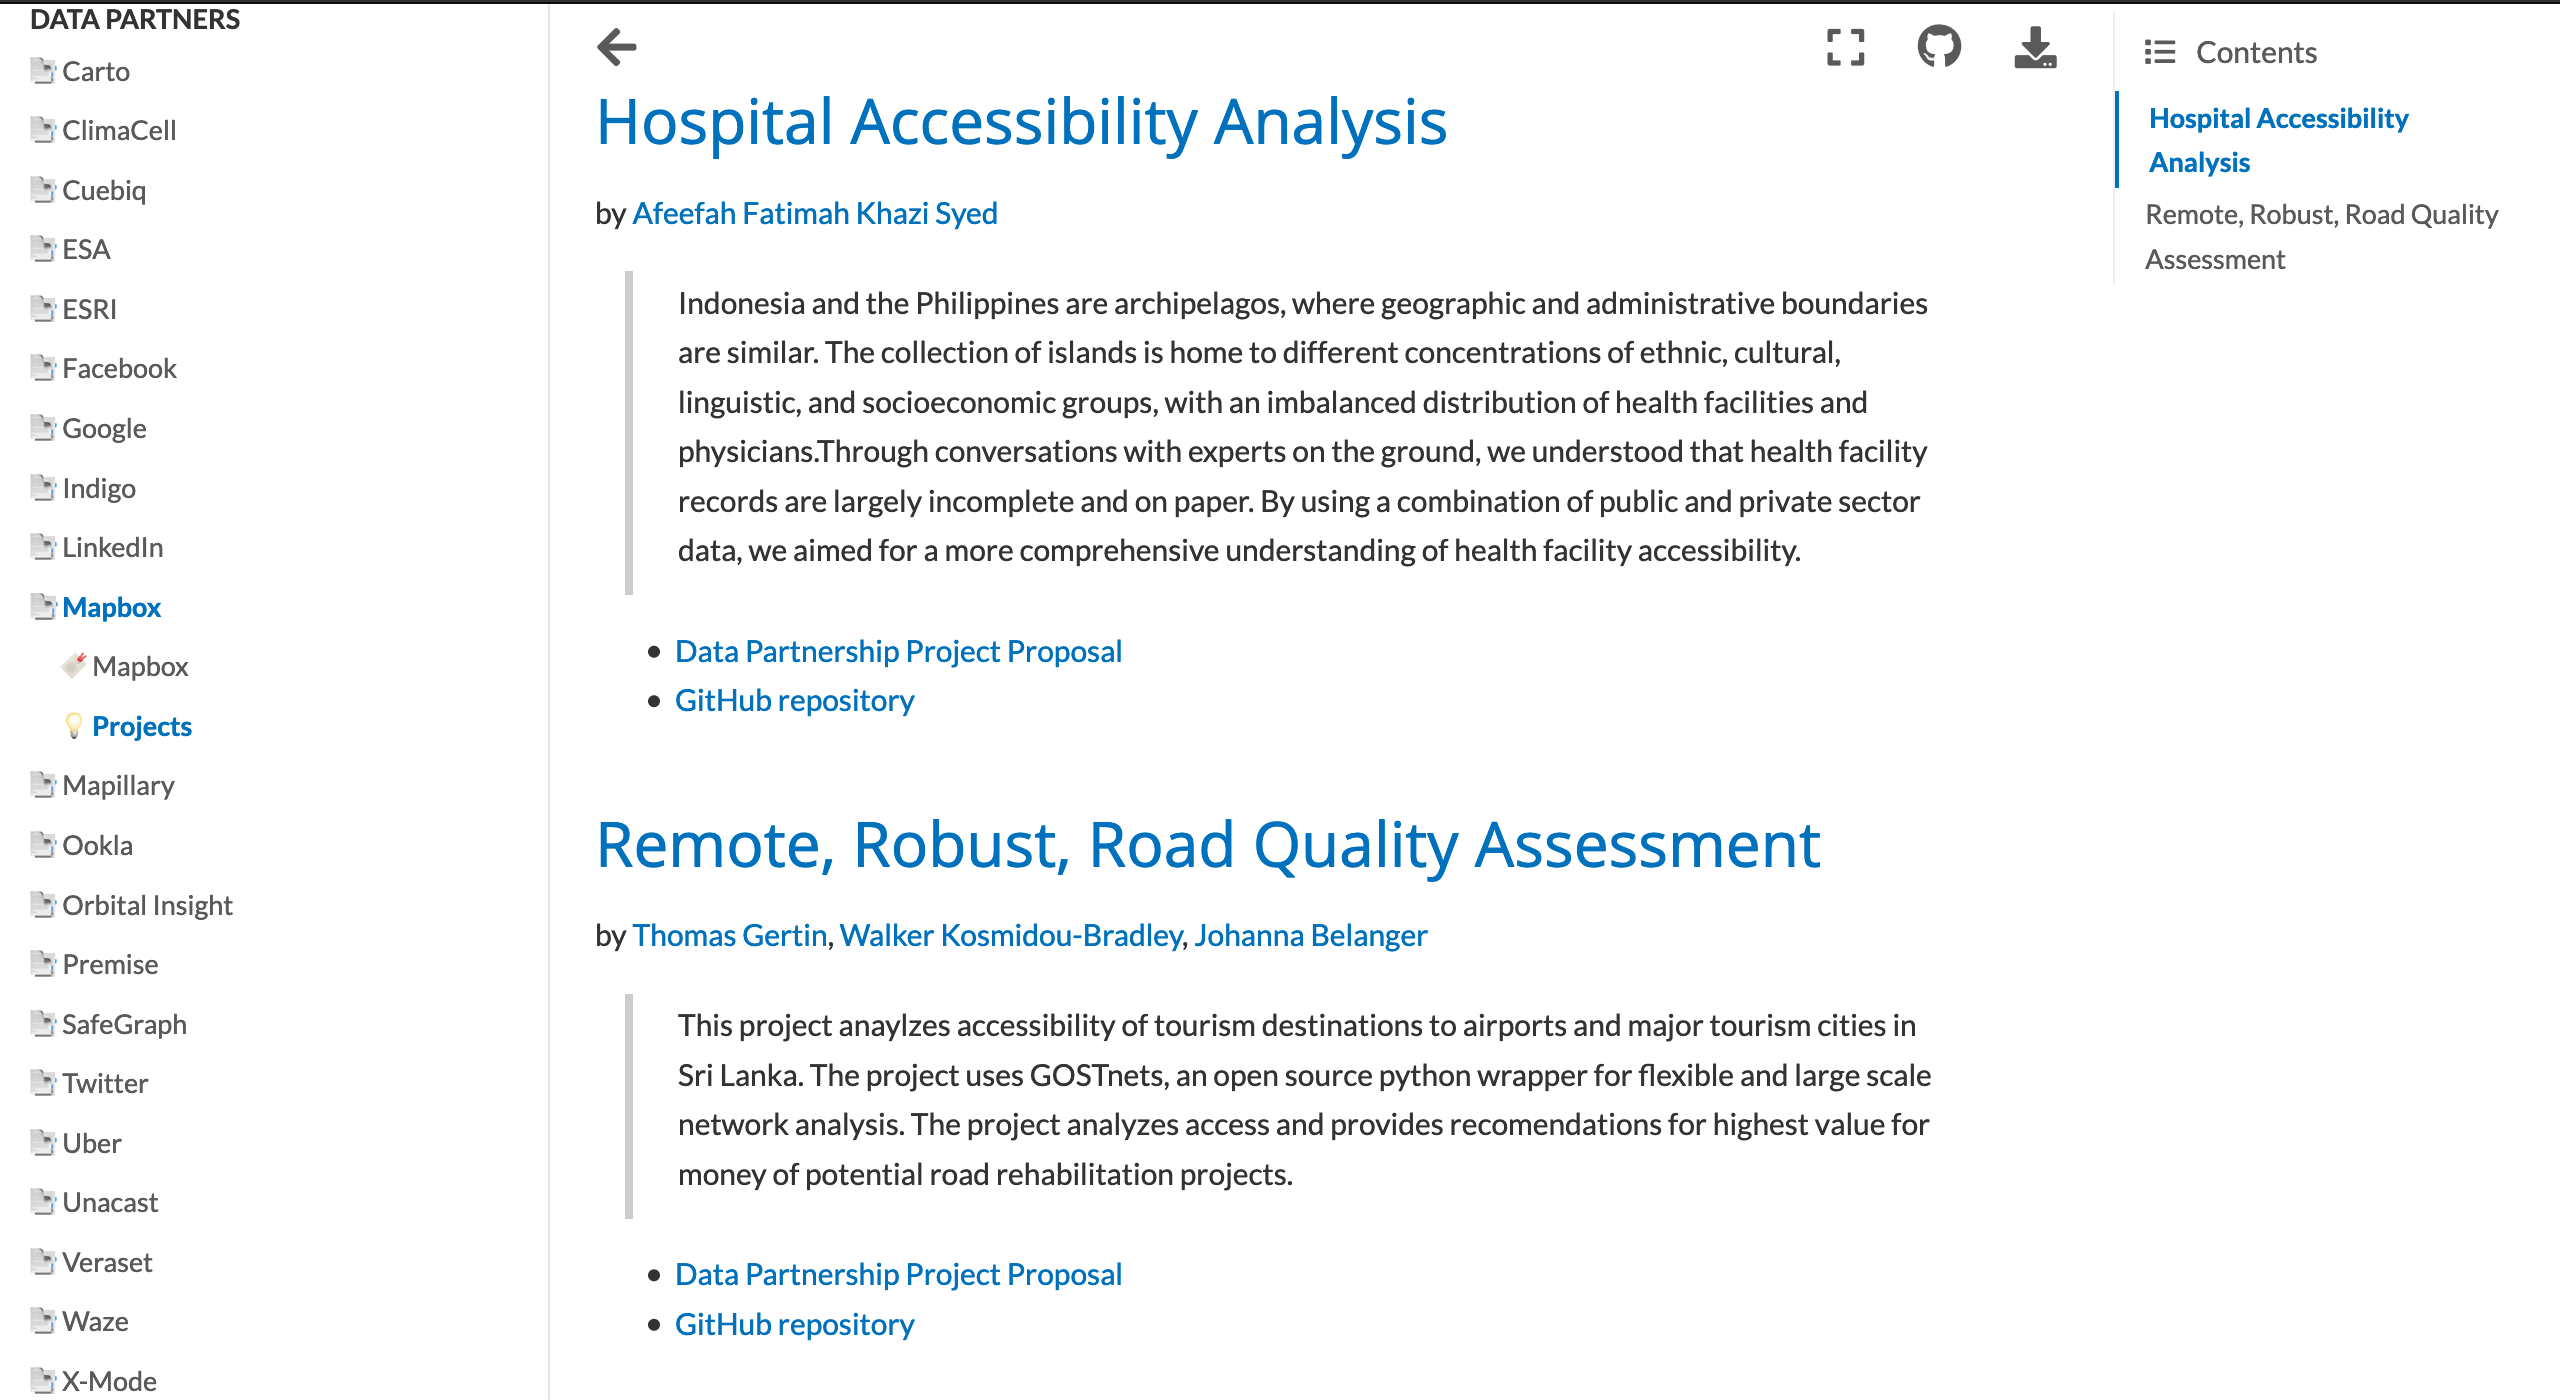 DATA PARTNERS
Carto
ClimaCell
Cuebiq
ESA
ESRI
Facebook
Google
Indigo
LinkedIn
Mapbox
Mapbox
Projects
Mapillary
Ookla
Orbital Insight
Premise
SafeGraph
Twitter
Uber
Unacast
Veraset
Waze
X-Mode
Hospital Accessibility Analysis
by Afeefah Fatimah Khazi Syed
Indonesia and the Philippines are archipelagos, where geographic and administrative boundaries
are similar. The collection of islands is home to different concentrations of ethnic, cultural,
linguistic, and socioeconomic groups, with an imbalanced distribution of health facilities and
physicians.Through conversations with experts on the ground, we understood that health facility
records are largely incomplete and on paper. By using a combination of public and private sector
data, we aimed for a more comprehensive understanding of health facility accessibility.
• Data Partnership Project Proposal
• GitHub repository
Remote, Robust, Road Quality Assessment
by Thomas Gertin, Walker Kosmidou-Bradley, Johanna Belanger
This project anaylzes accessibility of tourism destinations to airports and major tourism cities in
Sri Lanka. The project uses GOSTnets, an open source python wrapper for flexible and large scale
network analysis. The project analyzes access and provides recomendations for highest value for
money of potential road rehabilitation projects.
• Data Partnership Project Proposal
• GitHub repository
Contents
Hospital Accessibility
Analysis
Remote, Robust, Road Quality
Assessment